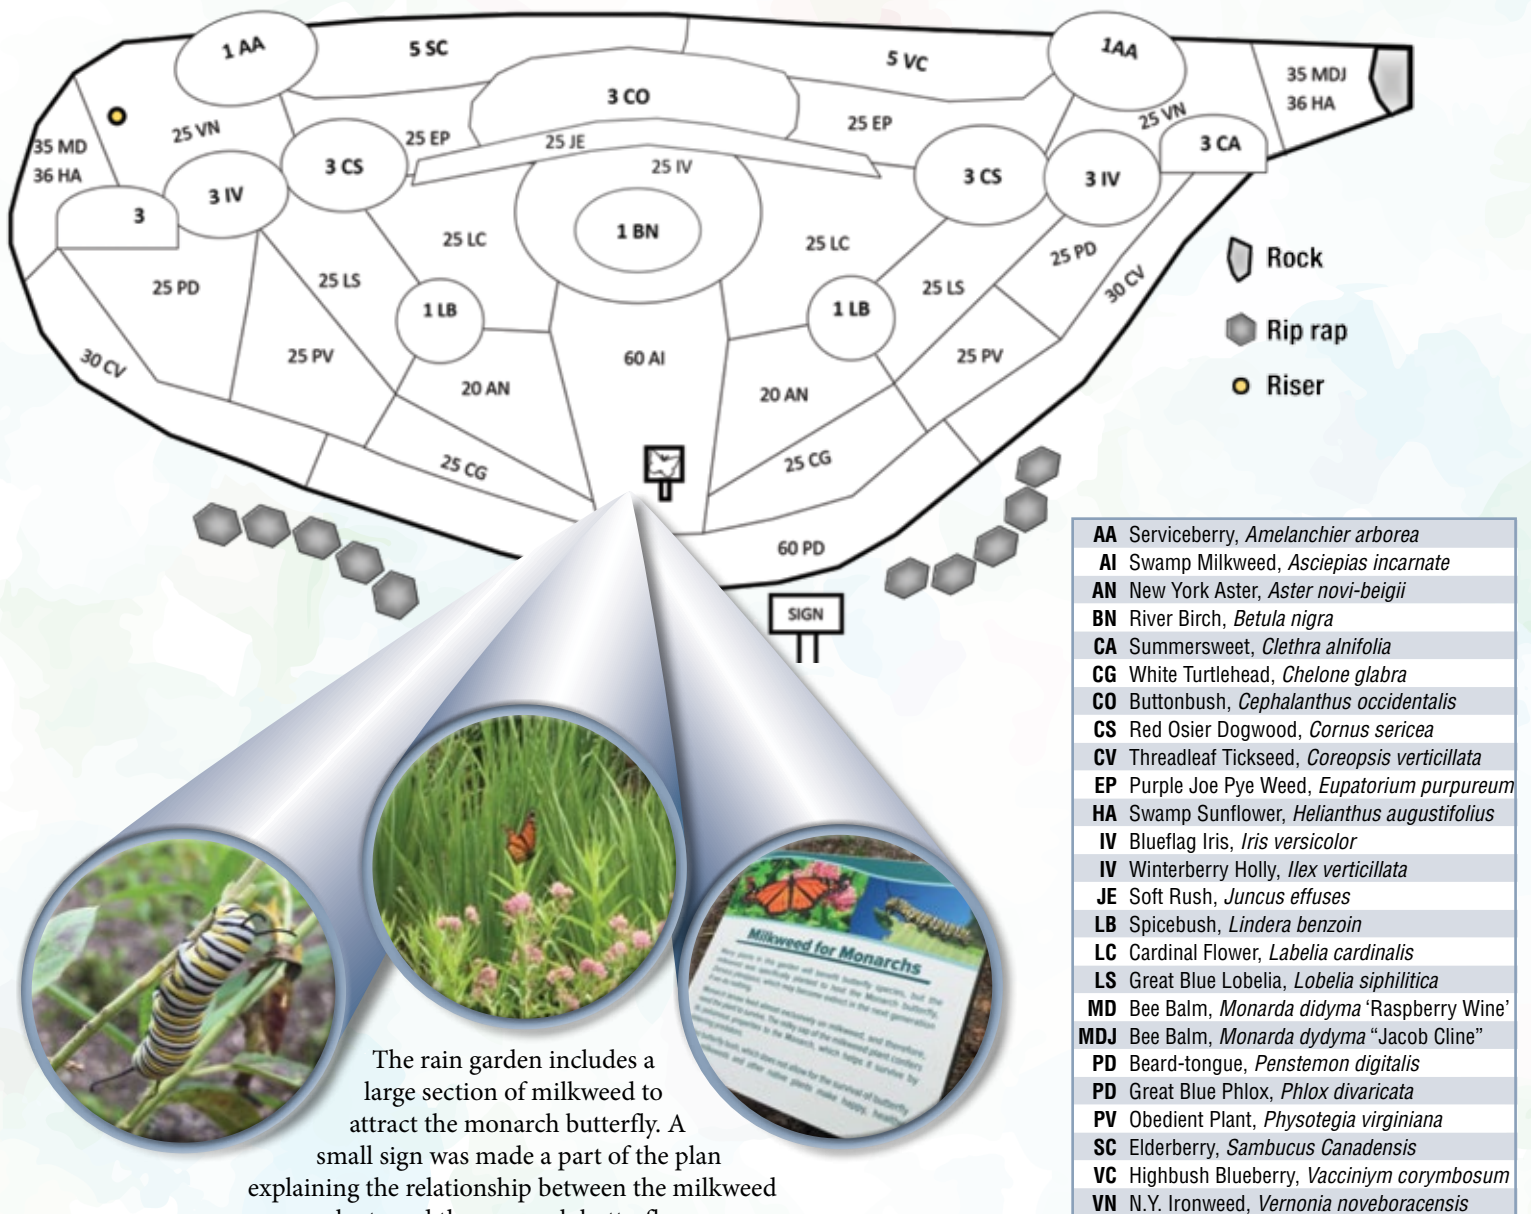 1 AA
5 SC
5 VC
1AA
35 MDJ
36 HA
3 CO
25 VN
25 EP
25 JE
25 EP
25 VN
35 MD
36 HA
3 CS
25 IV
3 CS
3 IV
3 CA
3 IV
3
1 BN
25 LC
25 LC
25 PD
25 PD
25 LS
25 LS
30 CV
1 LB
1 LB
30 CV
25 PV
60 AI
25 PV
20 AN
20 AN
25 CG
25 CG
60 PD
SIGN
Rock
Rip rap
Riser
AA Serviceberry, Amelanchier arborea
AI Swamp Milkweed, Asciepias incarnate
AN New York Aster, Aster novi-beigii
BN River Birch, Betula nigra
CA Summersweet, Clethra alnifolia
CG White Turtlehead, Chelone glabra
CO Buttonbush, Cephalanthus occidentalis
CS Red Osier Dogwood, Cornus sericea
CV Threadleaf Tickseed, Coreopsis verticillata
EP Purple Joe Pye Weed, Eupatorium purpureum
HA Swamp Sunflower, Helianthus augustifolius
IV Blueflag Iris, Iris versicolor
IV Winterberry Holly, Ilex verticillata
JE Soft Rush, Juncus effuses
LB Spicebush, Lindera benzoin
LC Cardinal Flower, Labelia cardinalis
LS Great Blue Lobelia, Lobelia siphilitica
MD Bee Balm, Monarda didyma ‘Raspberry Wine’
MDJ Bee Balm, Monarda dydyma “Jacob Cline”
PD Beard-tongue, Penstemon digitalis
PD Great Blue Phlox, Phlox divaricata
PV Obedient Plant, Physotegia virginiana
SC Elderberry, Sambucus Canadensis
VC Highbush Blueberry, Vacciniym corymbosum
VN N.Y. Ironweed, Vernonia noveboracensis
Milkweed for Monarchs
The rain garden includes a
large section of milkweed to
attract the monarch butterfly. A
small sign was made a part of the plan
explaining the relationship between the milkweed